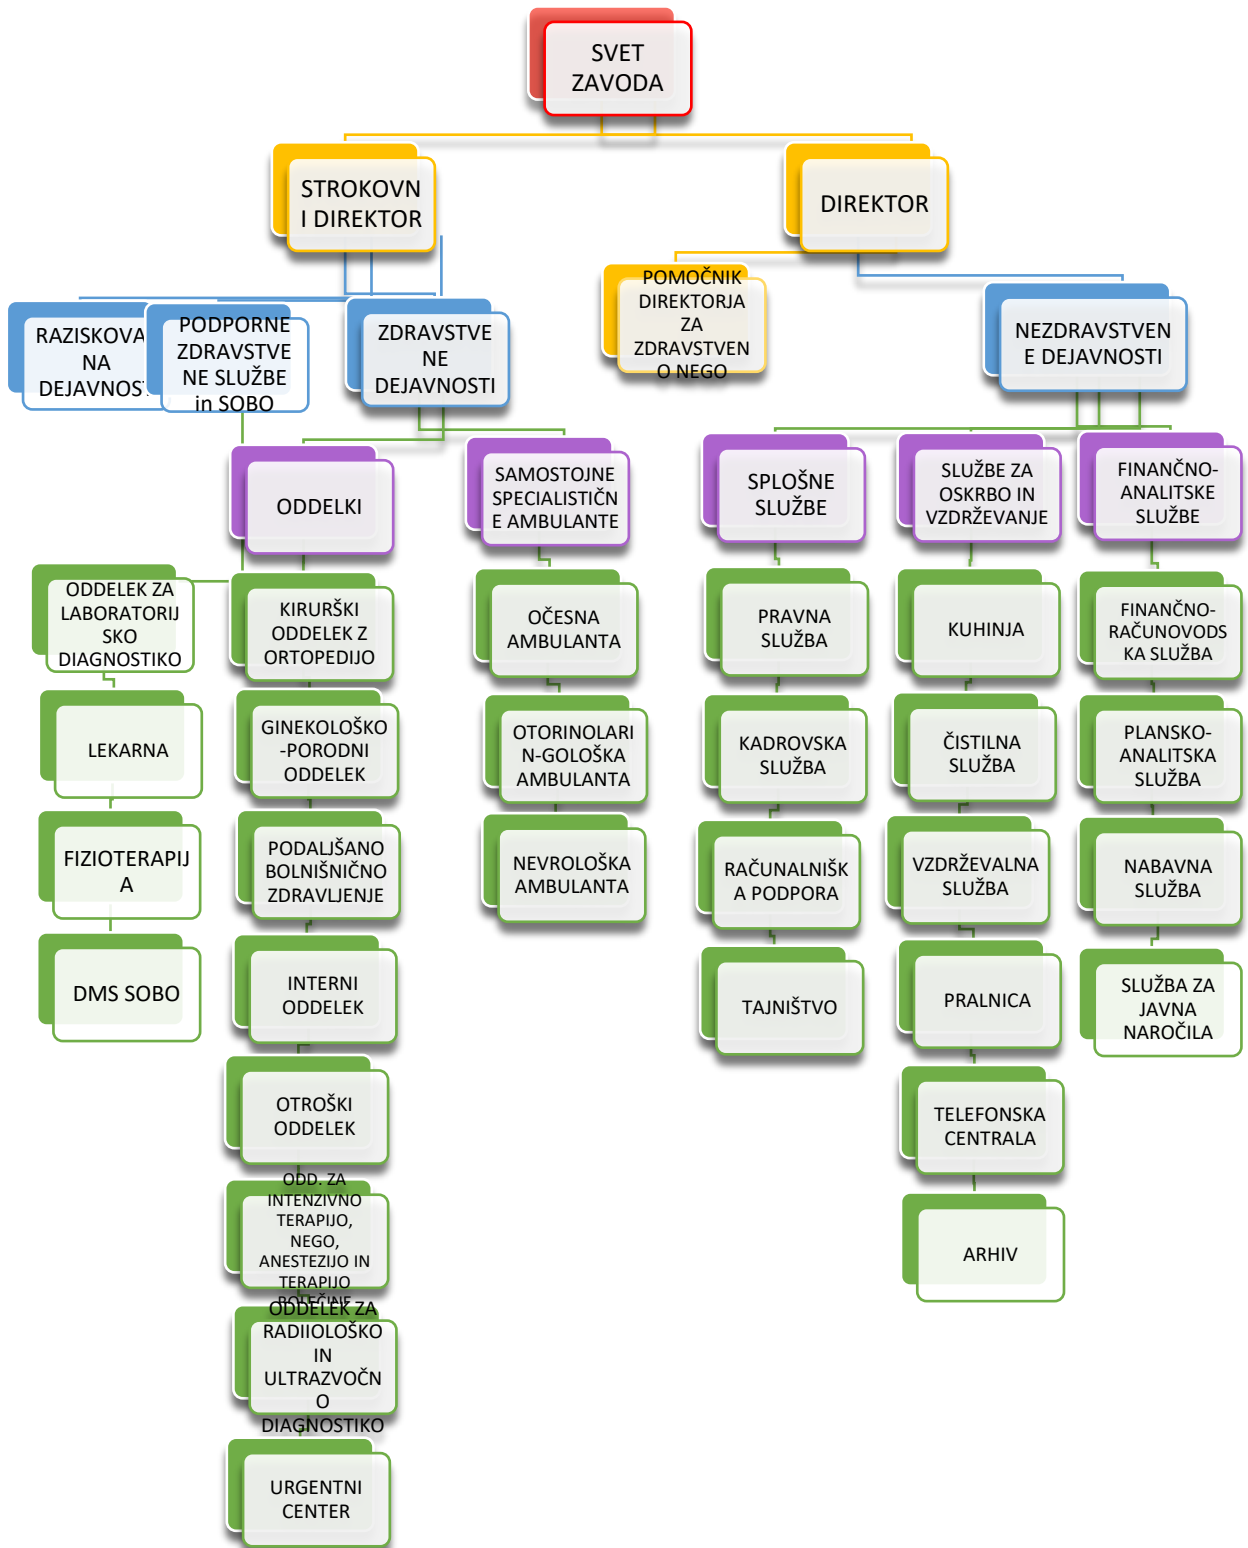 SVET
ZAVODA
STROKOVN
I DIREKTOR
DIREKTOR
POMOČNIK
DIREKTORJA
ZA
ZDRAVSTVEN
O NEGO
RAZISKOVA
NA
DEJAVNOST
PODPORNE
ZDRAVSTVE
NE SLUŽBE
in SOBO
ZDRAVSTVE
NE
DEJAVNOSTI
NEZDRAVSTVEN
E DEJAVNOSTI
ODDELKI
SAMOSTOJNE
SPECIALISTIČN
E AMBULANTE
SPLOŠNE
SLUŽBE
SLUŽBE ZA
OSKRBO IN
VZDRŽEVANJE
FINANČNO-
ANALITSKE
SLUŽBE
ODDELEK ZA
LABORATORIJ
SKO
DIAGNOSTIKO
KIRURŠKI
ODDELEK Z
ORTOPEDIJO
OČESNA
AMBULANTA
PRAVNA
SLUŽBA
KUHINJA
FINANČNO-
RAČUNOVODS
KA SLUŽBA
LEKARNA
GINEKOLOŠKO
-PORODNI
ODDELEK
OTORINOLARI
N-GOLOŠKA
AMBULANTA
KADROVSKA
SLUŽBA
ČISTILNA
SLUŽBA
PLANSKO-
ANALITSKA
SLUŽBA
FIZIOTERAPIJ
A
PODALJŠANO
BOLNIŠNIČNO
ZDRAVLJENJE
NEVROLOŠKA
AMBULANTA
RAČUNALNIŠK
A PODPORA
VZDRŽEVALNA
SLUŽBA
NABAVNA
SLUŽBA
DMS SOBO
INTERNI
ODDELEK
TAJNIŠTVO
PRALNICA
SLUŽBA ZA
JAVNA
NAROČILA
OTROŠKI
ODDELEK
TELEFONSKA
CENTRALA
ODD. ZA
INTENZIVNO
TERAPIJO,
NEGO,
ANESTEZIJO IN
TERAPIJO
BOLEČINE
ARHIV
ODDELEK ZA
RADIIOLOŠKO
IN
ULTRAZVOČN
O
DIAGNOSTIKO
URGENTNI
CENTER